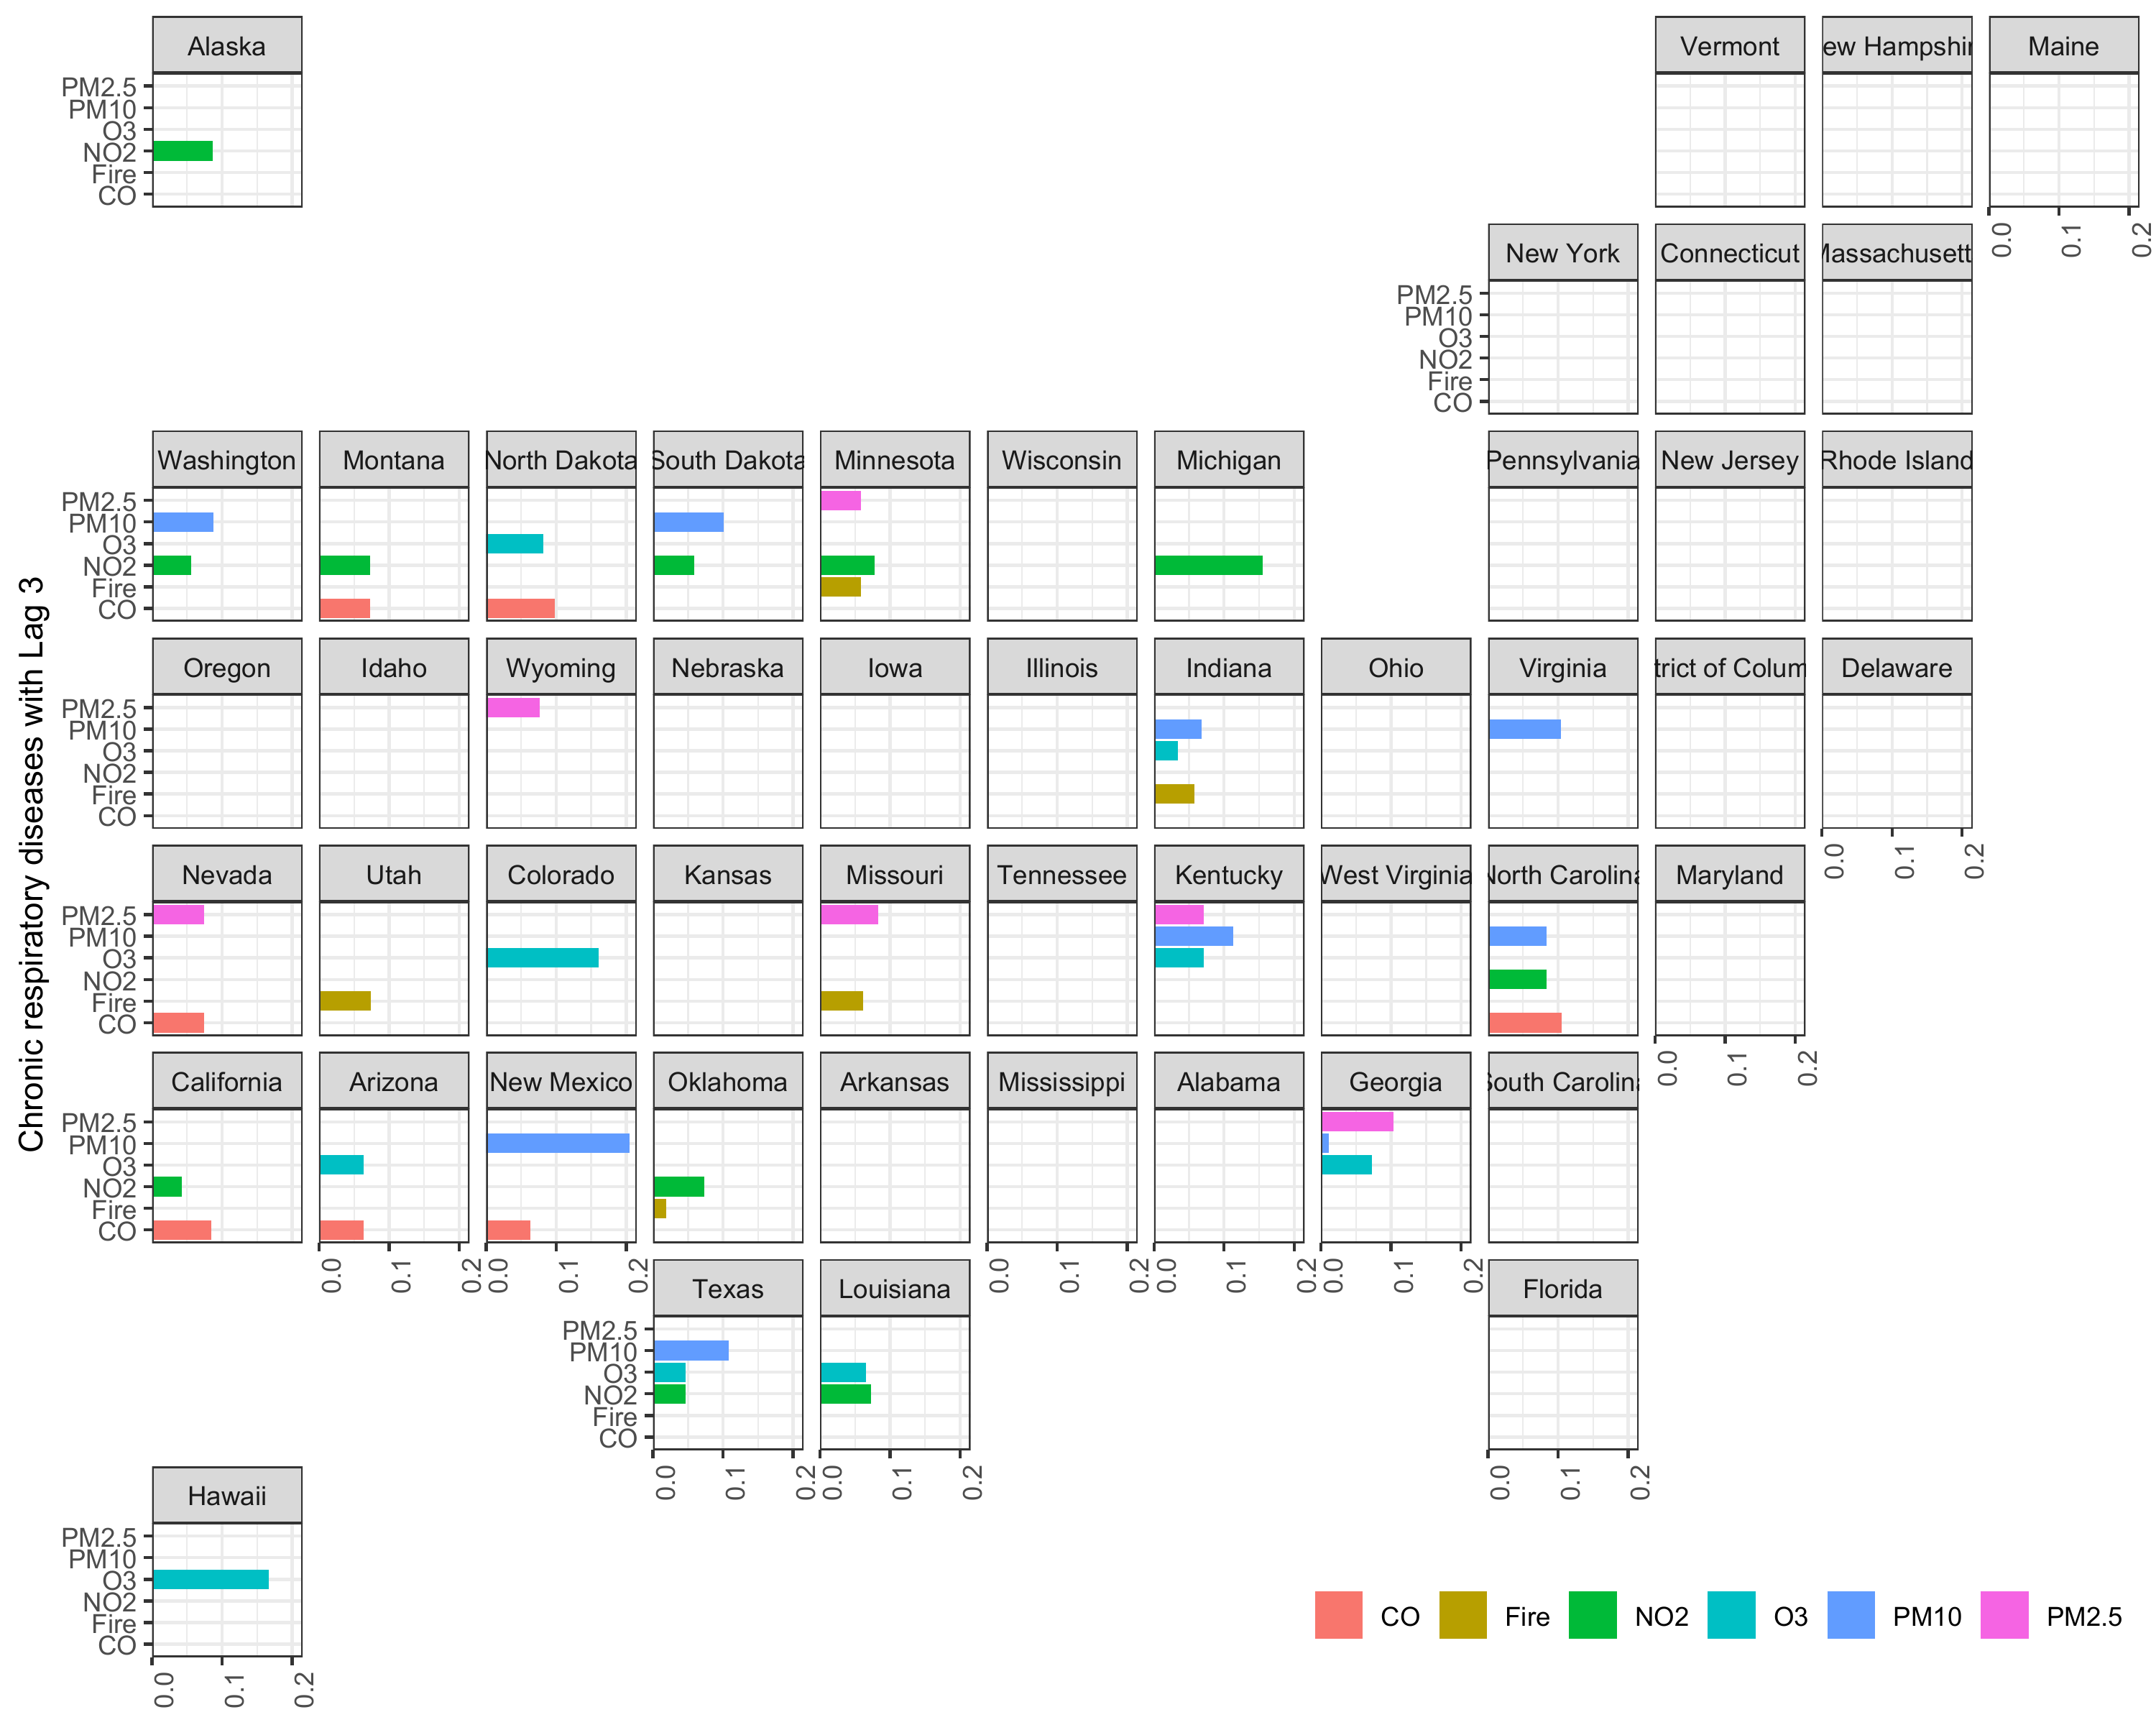 Alaska
Vermont
ew Hampshir
Maine
PM2.5
PM10
O3
NO2
Fire
CO
0.0 0.1 0.2
New York
Connecticut
Massachusett
PM2.5
PM10
O3
NO2
Fire
CO
Washington
Montana
North Dakota
South Dakota
Minnesota
Wisconsin
Michigan
Pennsylvania
New Jersey
Rhode Island
PM2.5
PM10
O3
NO2
Fire
CO
Chronic respiratory diseases with Lag 3
Oregon
Idaho
Wyoming
Nebraska
Iowa
Illinois
Indiana
Ohio
Virginia
trict of Colum
Delaware
PM2.5
PM10
O3
NO2
Fire
CO
0.0 0.1 0.2
Nevada
Utah
Colorado
Kansas
Missouri
Tennessee
Kentucky
West Virginia
North Carolina
Maryland
PM2.5
PM10
O3
NO2
Fire
CO
0.0 0.1 0.2
California
Arizona
New Mexico
Oklahoma
Arkansas
Mississippi
Alabama
Georgia
South Carolina
PM2.5
PM10
O3
NO2
Fire
CO
0.0 0.1 0.2
0.0 0.1 0.2
0.0 0.1 0.2
0.0 0.1 0.2
0.0 0.1 0.2
Texas
Louisiana
Florida
PM2.5
PM10
O3
NO2
Fire
CO
0.0 0.1 0.2
0.0 0.1 0.2
0.0 0.1 0.2
Hawaii
PM2.5
PM10
O3
NO2
Fire
CO
0.0 0.1 0.2
CO Fire NO2 O3 PM10 PM2.5